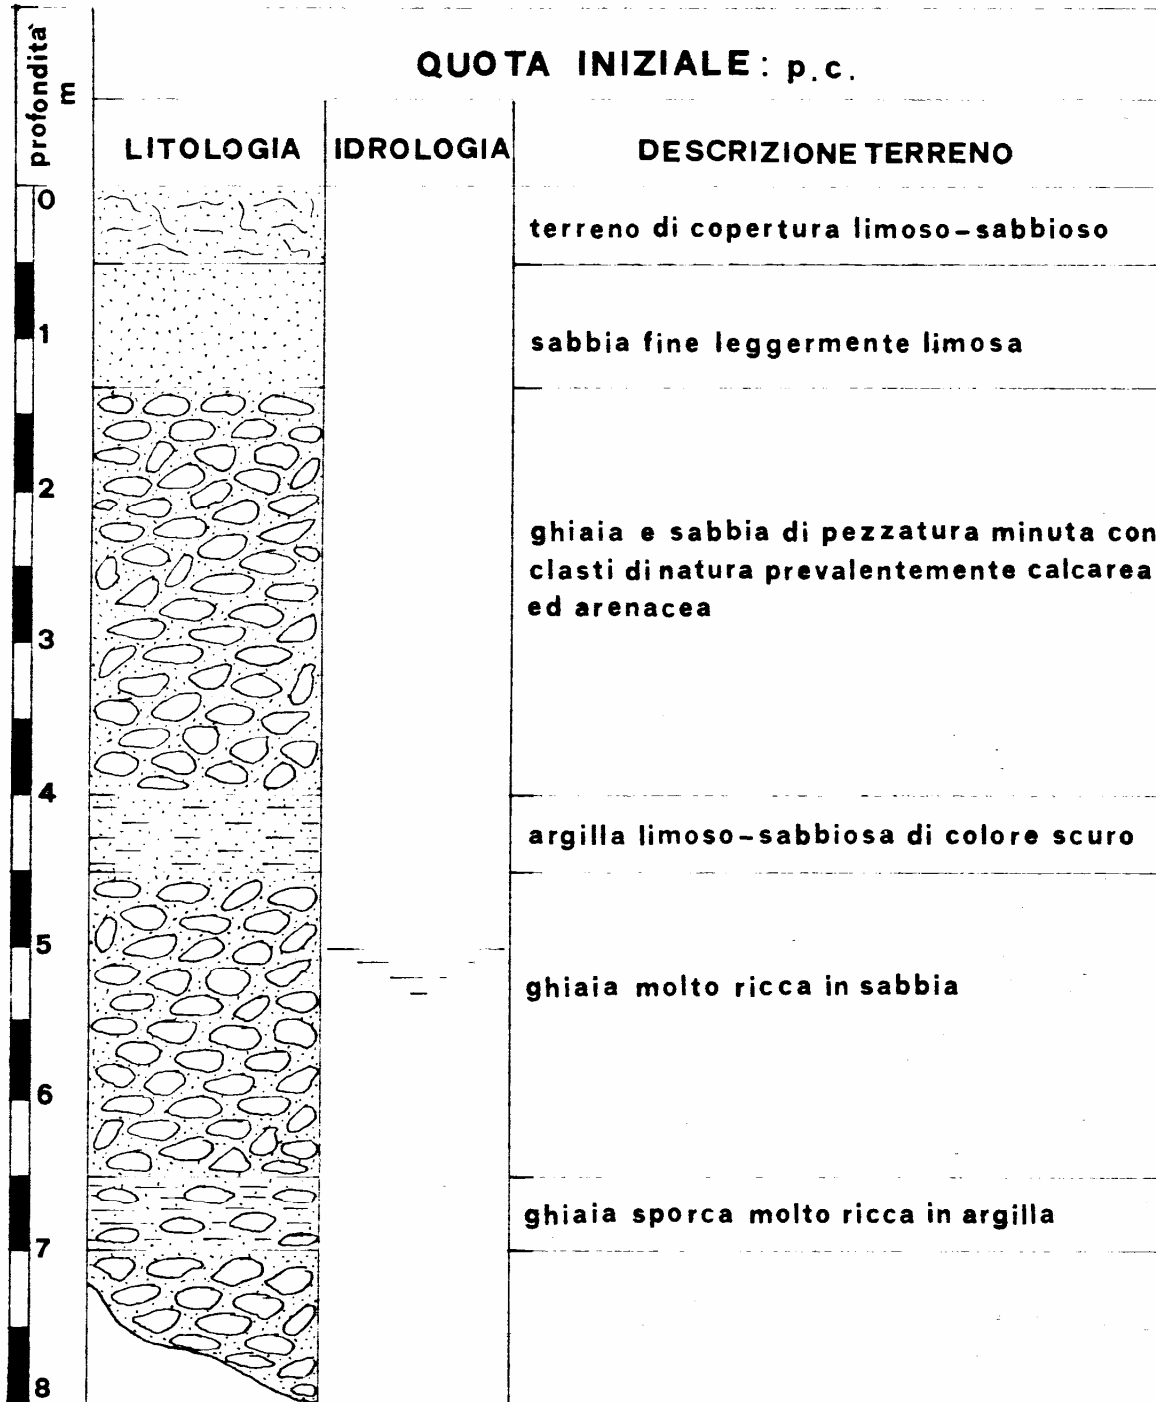 profondità m
QUOTA INIZIALE: p.c.
LITOLOGIA IDROLOGIA DESCRIZIONE TERRENO
0
terreno di copertura limoso-sabbioso
1
sabbia fine leggermente limosa
2
ghiaia e sabbia di pezzatura minuta con
clasti di natura prevalentemente calcarea
ed arenacea
3
4
argilla limoso-sabbiosa di colore scuro
5
ghiaia molto ricca in sabbia
6
ghiaia sporca molto ricca in argilla
7
8